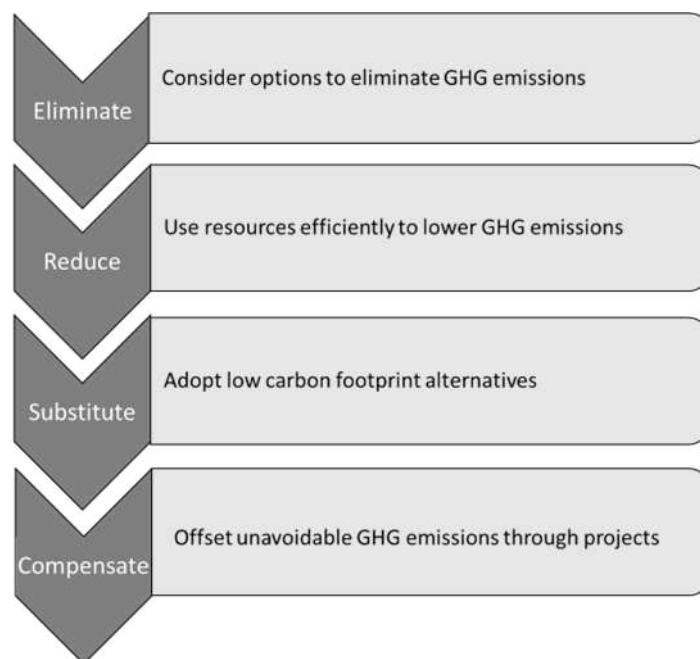 Eliminate
Consider options to eliminate GHG emissions
Reduce
Use resources efficiently to lower GHG emissions
Substitute
Adopt low carbon footprint alternatives
Compensate
Offset unavoidable GHG emissions through projects